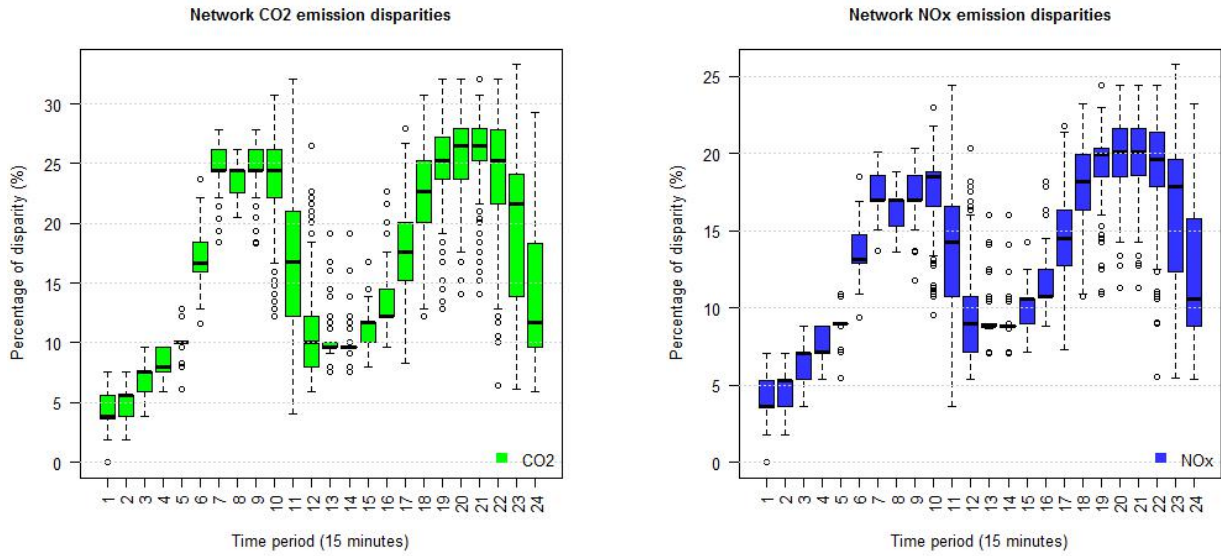 Network CO2 emission disparities
Percentage of disparity (%)
30
25
20
15
10
5
0
CO2
1 2 3 4 5 6 7 8 9 10 11 12 13 14 15 16 17 18 19 20 21 22 23 24
Time period (15 minutes)
Network NOx emission disparities
Percentage of disparity (%)
25
20
15
10
5
0
NOx
1 2 3 4 5 6 7 8 9 10 11 12 13 14 15 16 17 18 19 20 21 22 23 24
Time period (15 minutes)